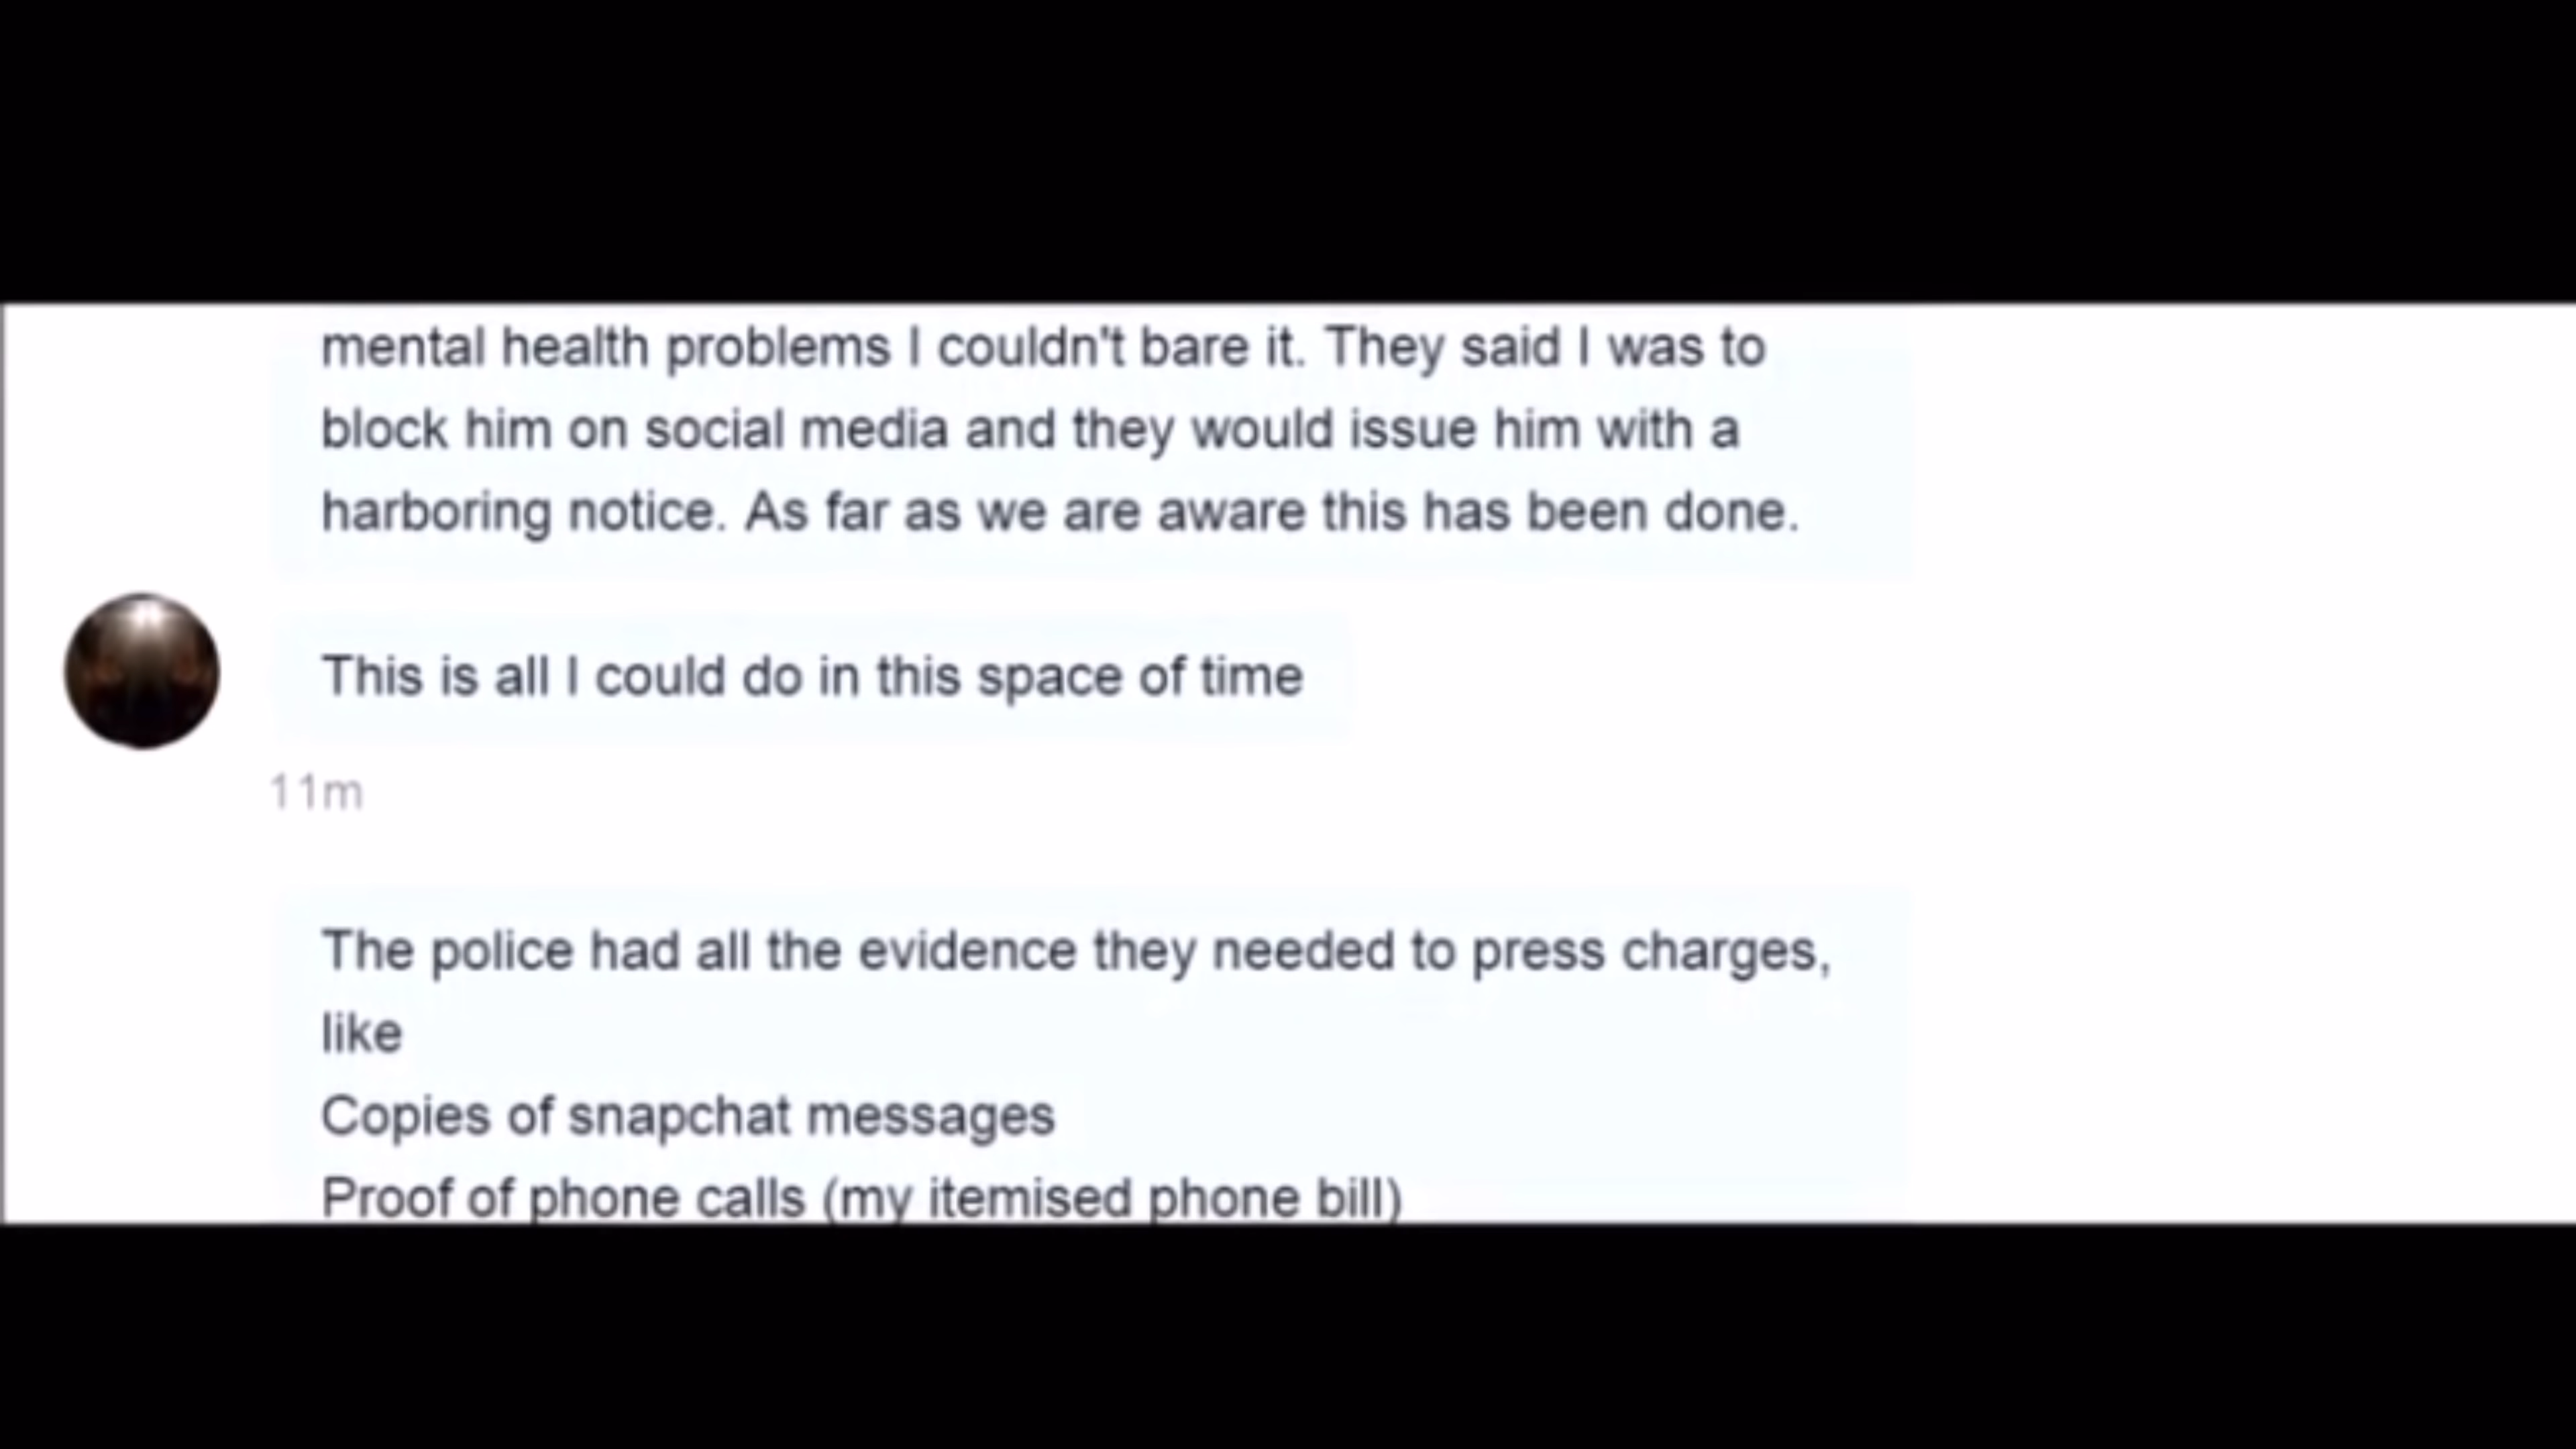 mental health problems I couldn't bare it. They said I was to
block him on social media and they would issue him with a
harboring notice. As far as we are aware this has been done.
This is all I could do in this space of time
11m
The police had all the evidence they needed to press charges,
like
Copies of snapchat messages
Proof of phone calls (my itemised phone bill)